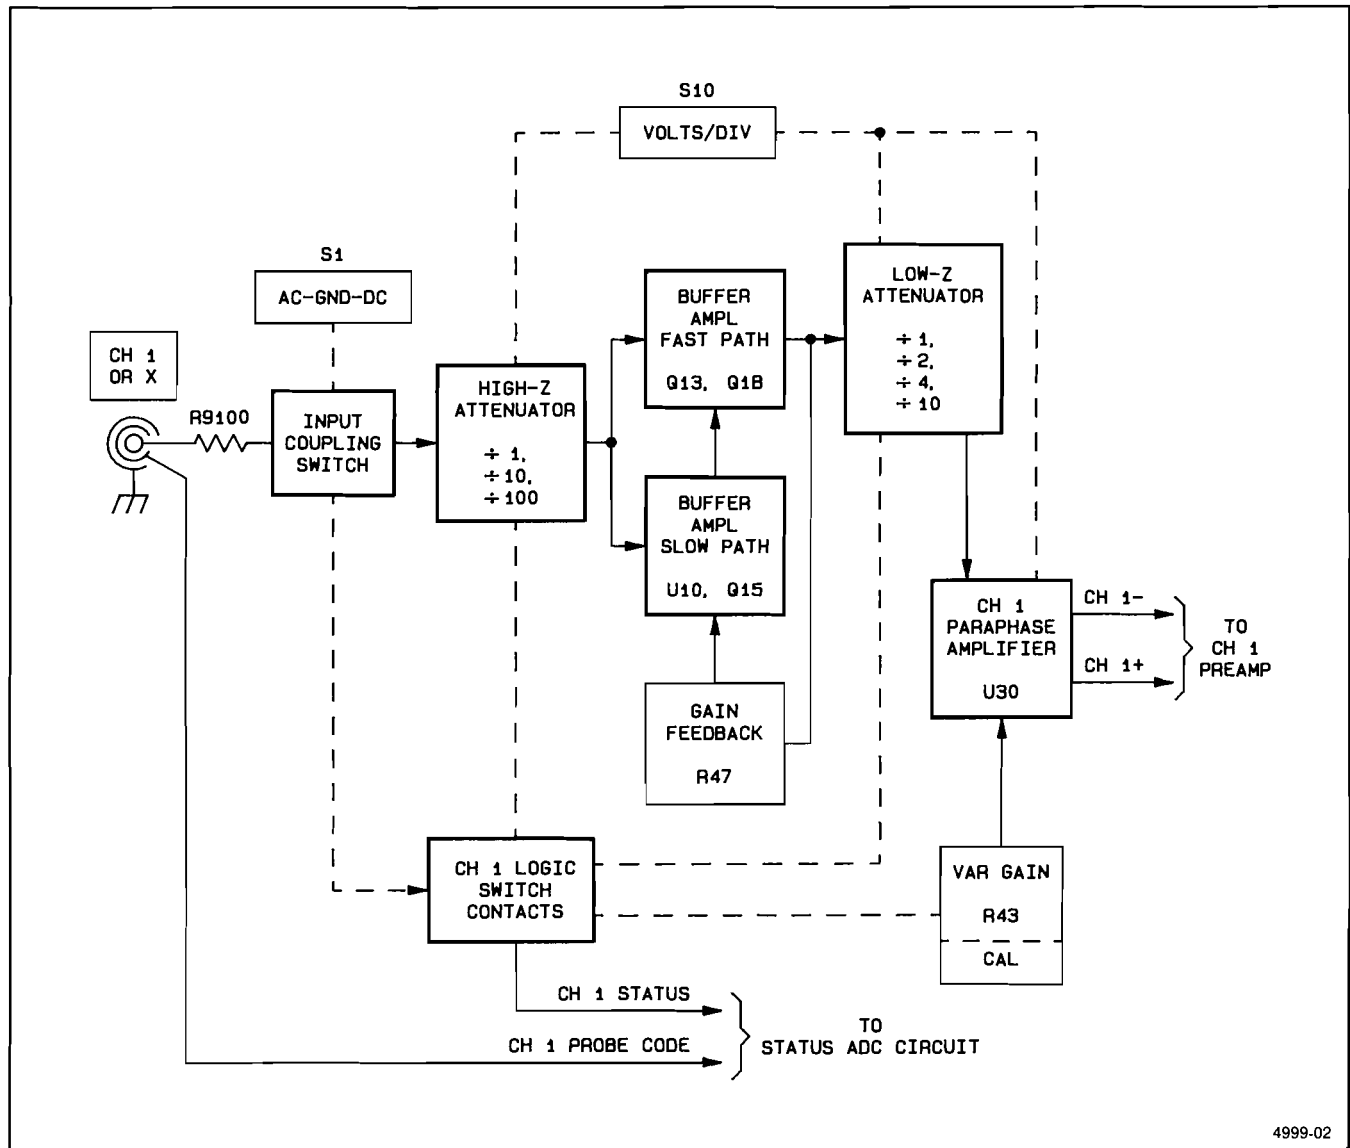 S10
VOLTS/DIV
S1
AC-GND-DC
CH 1
OR X
R9100
INPUT
COUPLING
SWITCH
HIGH-Z
ATTENUATOR
÷ 1,
÷ 10,
÷ 100
BUFFER
AMPL
FAST PATH
Q13, Q18
BUFFER
AMPL
SLOW PATH
U10, Q15
GAIN
FEEDBACK
R47
LOW-Z
ATTENUATOR
÷ 1,
÷ 2,
÷ 4,
÷ 10
CH 1
PARAPHASE
AMPLIFIER
U30
CH 1-
CH 1+
TO
CH 1
PREAMP
VAR GAIN
R43
CAL
CH 1 LOGIC
SWITCH
CONTACTS
CH 1 STATUS
CH 1 PROBE CODE
TO
STATUS ADC CIRCUIT
4999-02